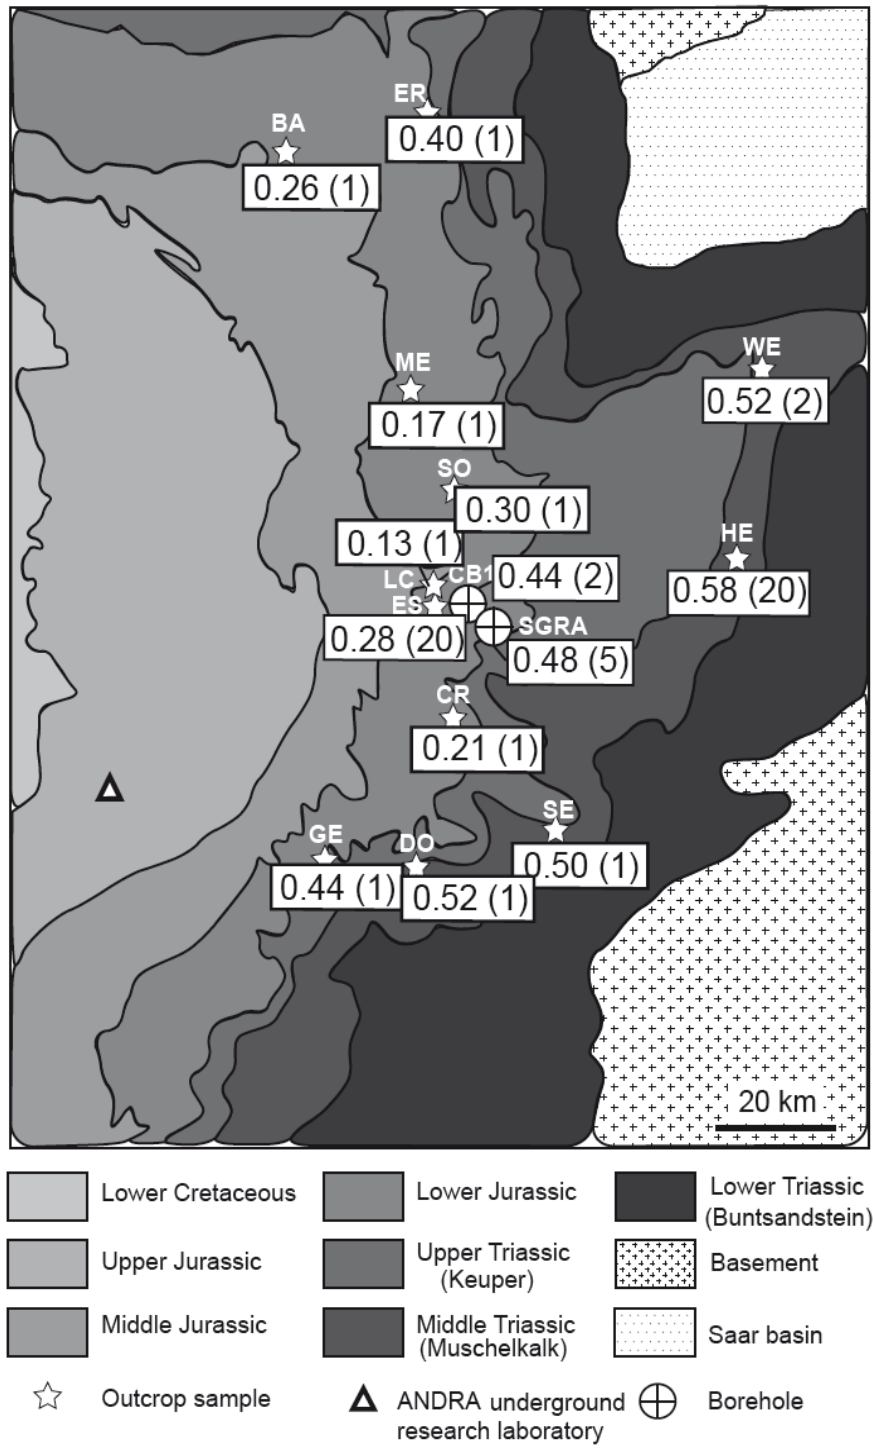 ER
0.40 (1)
BA
0.26 (1)
WE
0.52 (2)
ME
0.17 (1)
SO
0.30 (1)
0.13 (1)
HE
0.58 (20)
LC
CB1
0.44 (2)
ES
0.28 (20)
SGRA
0.48 (5)
CR
0.21 (1)
SE
0.50 (1)
GE
0.44 (1)
DO
0.52 (1)
20 km
Lower Cretaceous
Upper Jurassic
Middle Jurassic
Lower Jurassic
Upper Triassic
(Keuper)
Middle Triassic
(Muschelkalk)
Lower Triassic
(Buntsandstein)
Basement
Saar basin
Outcrop sample
ANDRA underground
research laboratory
Borehole